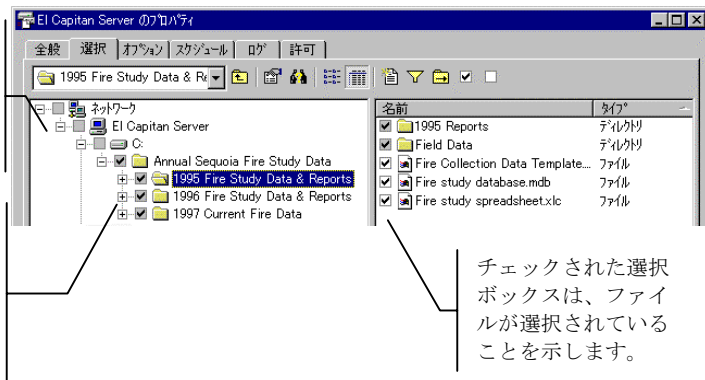 El Capitan Server のプロパティ
全般 選択 オプション スケジュール ログ 許可
1995 Fire Study Data & Re
ネットワーク
El Capitan Server
C:
Annual Sequoia Fire Study Data
1995 Fire Study Data & Reports
1996 Fire Study Data & Reports
1997 Current Fire Data
名前 タイプ
1995 Reports ディレクトリ
Field Data ディレクトリ
Fire Collection Data Template... ファイル
Fire study database.mdb ファイル
Fire study spreadsheet.xlc ファイル
チェックされた選択
ボックスは、ファイ
ルが選択されている
ことを示します。